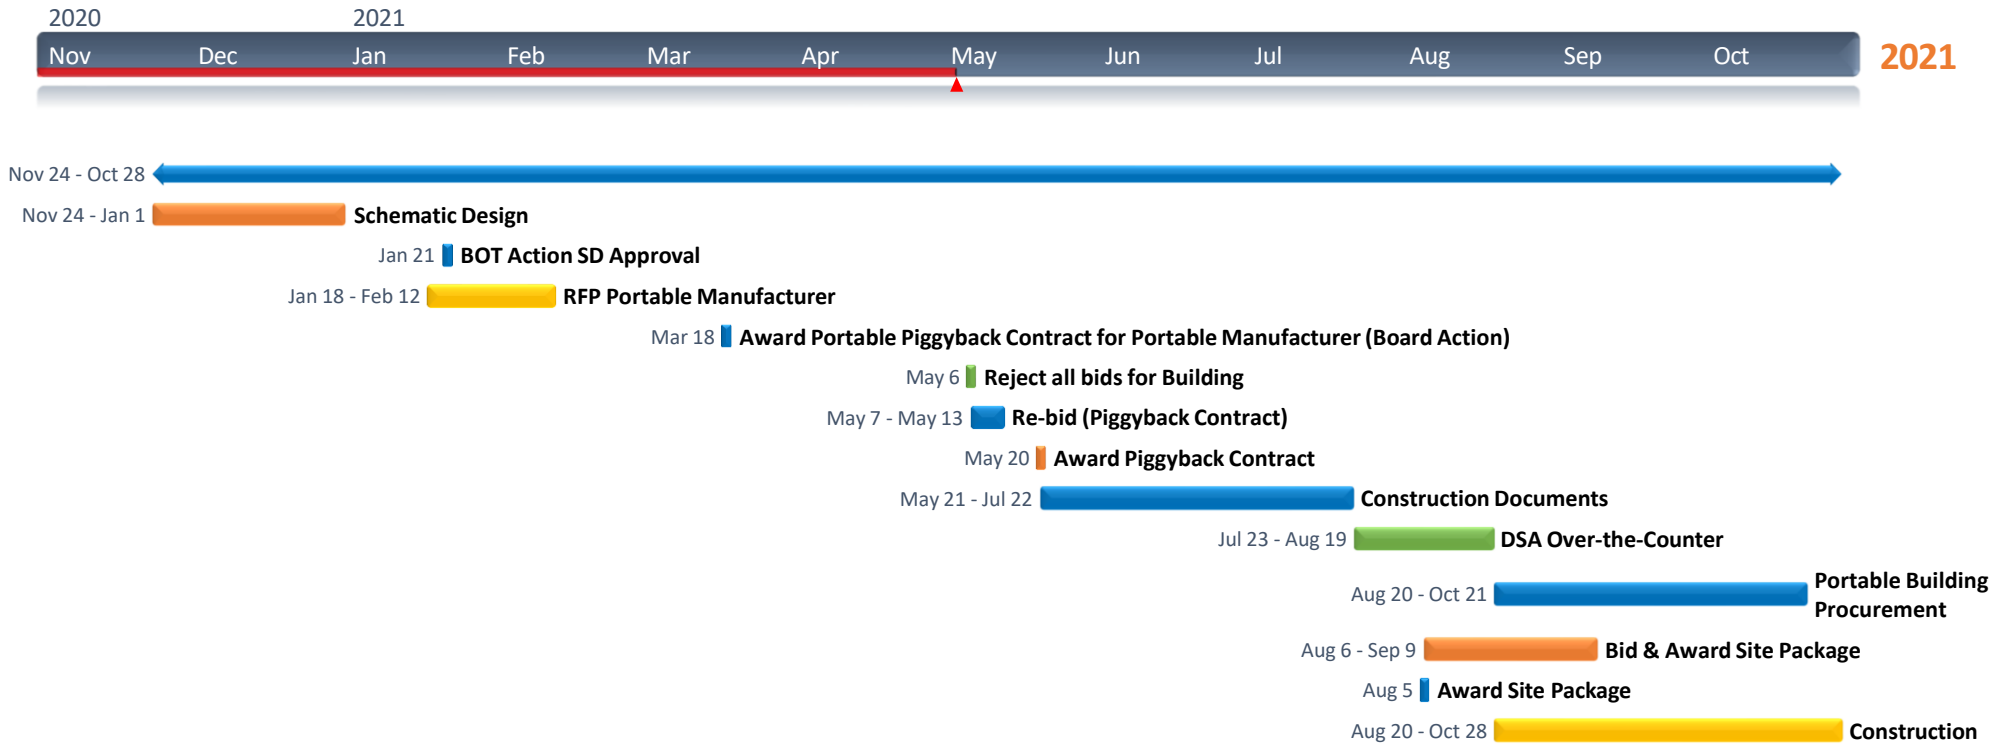 2020 2021
Nov Dec Jan Feb Mar Apr May Jun Jul Aug Sep Oct 2021
Nov 24 - Oct 28
Nov 24 - Jan 1 Schematic Design
Jan 21 BOT Action SD Approval
Jan 18 - Feb 12 RFP Portable Manufacturer
Mar 18 Award Portable Piggyback Contract for Portable Manufacturer (Board Action)
May 6 Reject all bids for Building
May 7 - May 13 Re-bid (Piggyback Contract)
May 20 Award Piggyback Contract
May 21 - Jul 22 Construction Documents
Jul 23 - Aug 19 DSA Over-the-Counter
Aug 20 - Oct 21 Portable Building
Procurement
Aug 6 - Sep 9 Bid & Award Site Package
Aug 5 Award Site Package
Aug 20 - Oct 28 Construction